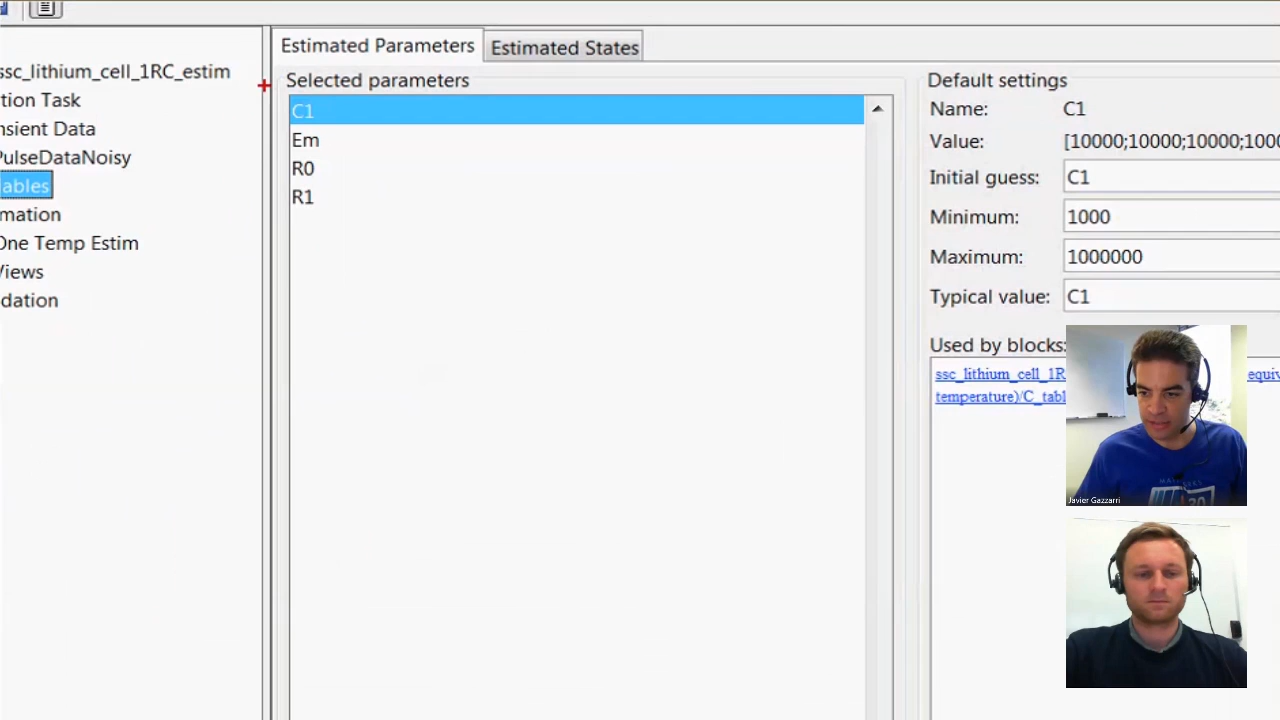 Estimated Parameters
Estimated States
ssc_lithium_cell_1RC_estim
tion Task
nsient Data
PulseDataNoisy
ables
mation
One Temp Estim
Views
dation
Selected parameters
C1
Em
R0
R1
Default settings
Name: C1
Value: [10000;10000;10000;1000
Initial guess: C1
Minimum: 1000
Maximum: 1000000
Typical value: C1
Used by blocks:
ssc_lithium_cell_1R equiv
temperature)/C_tabl
Javier Gazzarri
30